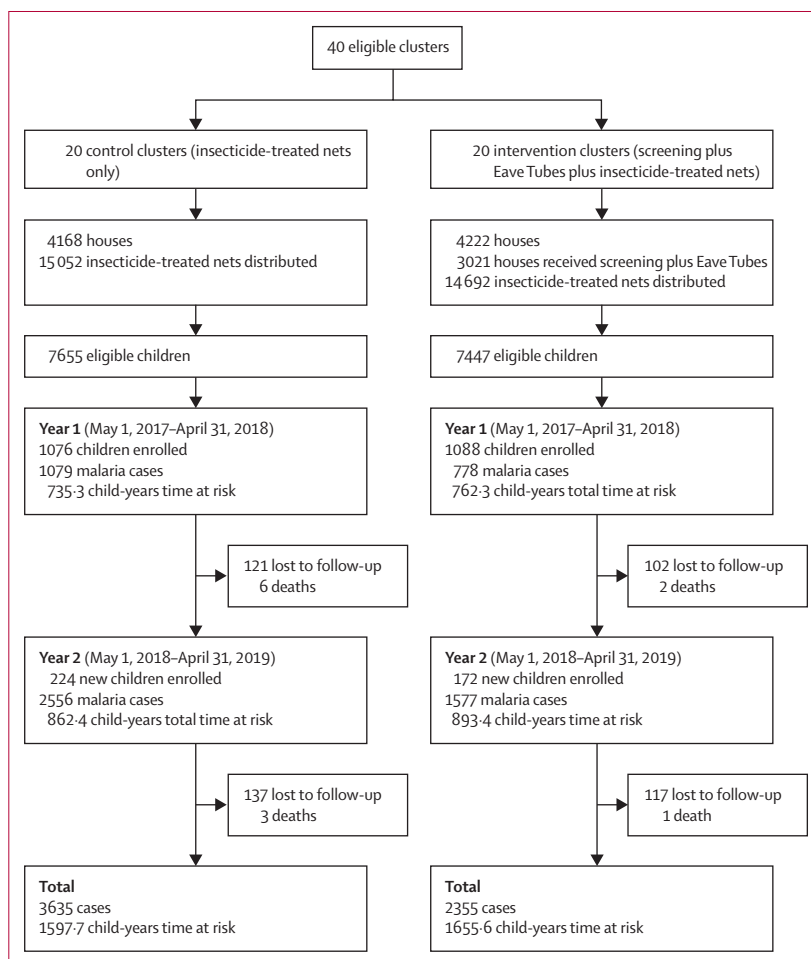 40 eligible clusters
20 control clusters (insecticide-treated nets
only)
20 intervention clusters (screening plus
Eave Tubes plus insecticide-treated nets)
4168 houses
15 052 insecticide-treated nets distributed
4222 houses
3021 houses received screening plus Eave Tubes
14 692 insecticide-treated nets distributed
7655 eligible children
7447 eligible children
Year 1 (May 1, 2017–April 31, 2018)
1076 children enrolled
1079 malaria cases
735·3 child-years time at risk
Year 1 (May 1, 2017–April 31, 2018)
1088 children enrolled
778 malaria cases
762·3 child-years total time at risk
121 lost to follow-up
6 deaths
102 lost to follow-up
2 deaths
Year 2 (May 1, 2018–April 31, 2019)
224 new children enrolled
2556 malaria cases
862·4 child-years total time at risk
Year 2 (May 1, 2018–April 31, 2019)
172 new children enrolled
1577 malaria cases
893·4 child-years time at risk
137 lost to follow-up
3 deaths
117 lost to follow-up
1 death
Total
3635 cases
1597·7 child-years time at risk
Total
2355 cases
1655·6 child-years time at risk